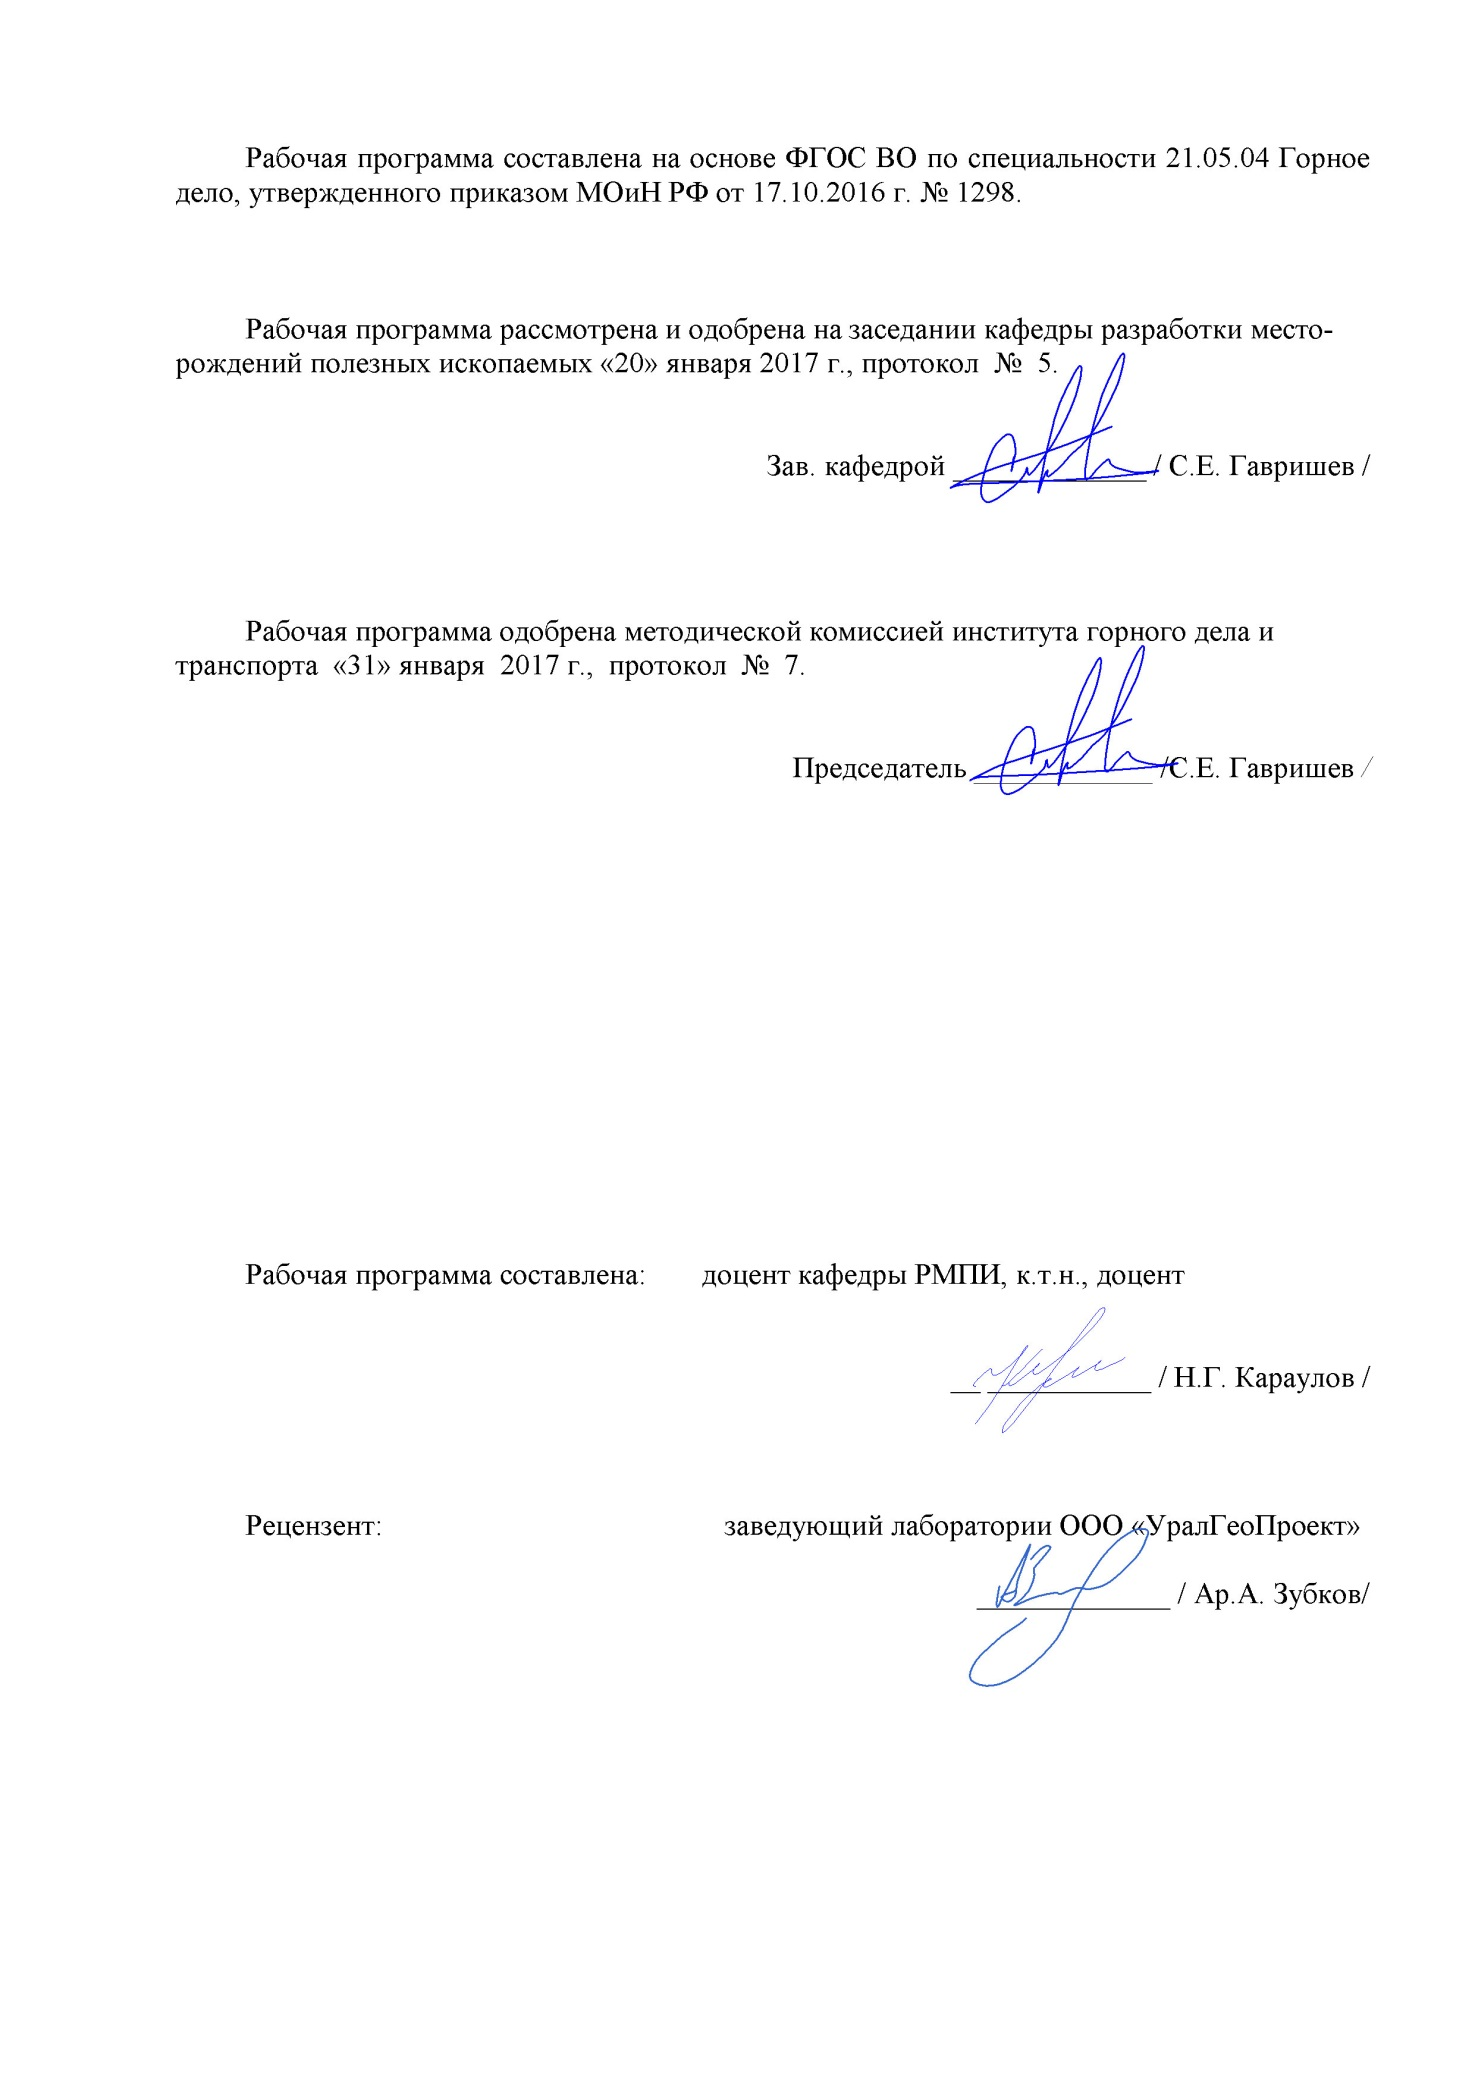 Рабочая программа составлена на основе ФГОС ВО по специальности 21.05.04 Горное
дело, утвержденного приказом МОиН РФ от 17.10.2016 г. № 1298.
Рабочая программа рассмотрена и одобрена на заседании кафедры разработки место-
рождений полезных ископаемых «20» января 2017 г., протокол № 5.
Зав. кафедрой ____________ / С.Е. Гавришев /
Рабочая программа одобрена методической комиссией института горного дела и
транспорта «31» января 2017 г., протокол № 7.
Председатель ____________ /С.Е. Гавришев /
Рабочая программа составлена: доцент кафедры РМПИ, к.т.н., доцент
____________ / Н.Г. Караулов /
Рецензент: заведующий лаборатории ООО «УралГеоПроект»
____________ / Ар.А. Зубков/